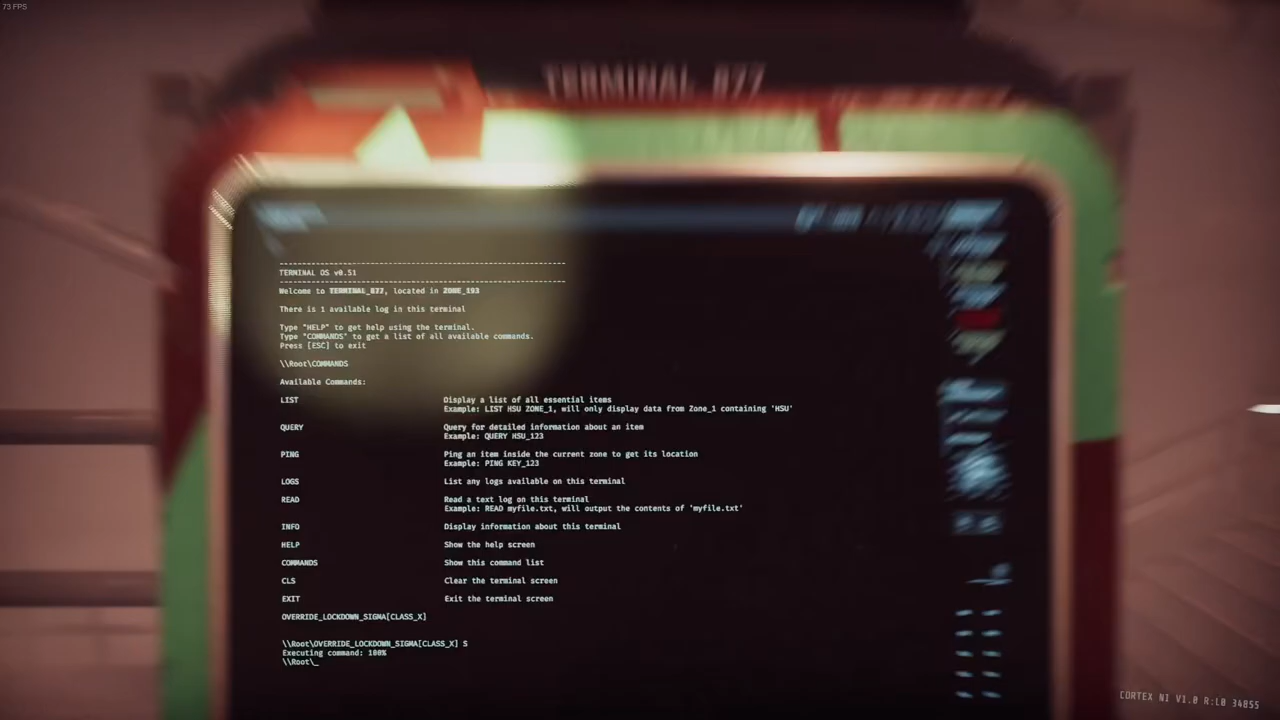 73 FPS
TERMINAL 877
--------------------------------------------------------------
TERMINAL OS v0.51
--------------------------------------------------------------
Welcome to TERMINAL_877, located in ZONE_193
There is 1 available log in this terminal
Type "HELP" to get help using the terminal.
Type "COMMANDS" to get a list of all available commands.
Press [ESC] to exit
\\Root\COMMANDS
Available Commands:
LIST Display a list of all essential items
Example: LIST HSU ZONE_1, will only display data from Zone_1 containing 'HSU'
QUERY Query for detailed information about an item
Example: QUERY HSU_123
PING Ping an item inside the current zone to get its location
Example: PING KEY_123
LOGS List any logs available on this terminal
READ Read a text log on this terminal
Example: READ myfile.txt, will output the contents of 'myfile.txt'
INFO Display information about this terminal
HELP Show the help screen
COMMANDS Show this command list
CLS Clear the terminal screen
EXIT Exit the terminal screen
OVERRIDE_LOCKDOWN_SIGMA[CLASS_X]
\\Root\OVERRIDE_LOCKDOWN_SIGMA[CLASS_X] S
Executing command: 100%
\\Root\_
CORTEX NI V1.0 R:L0 34855